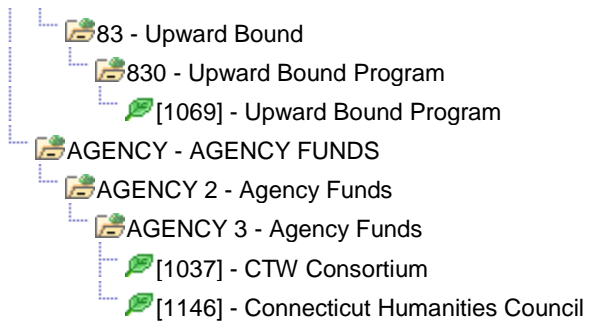 83 - Upward Bound
830 - Upward Bound Program
[1069] - Upward Bound Program
AGENCY - AGENCY FUNDS
AGENCY 2 - Agency Funds
AGENCY 3 - Agency Funds
[1037] - CTW Consortium
[1146] - Connecticut Humanities Council